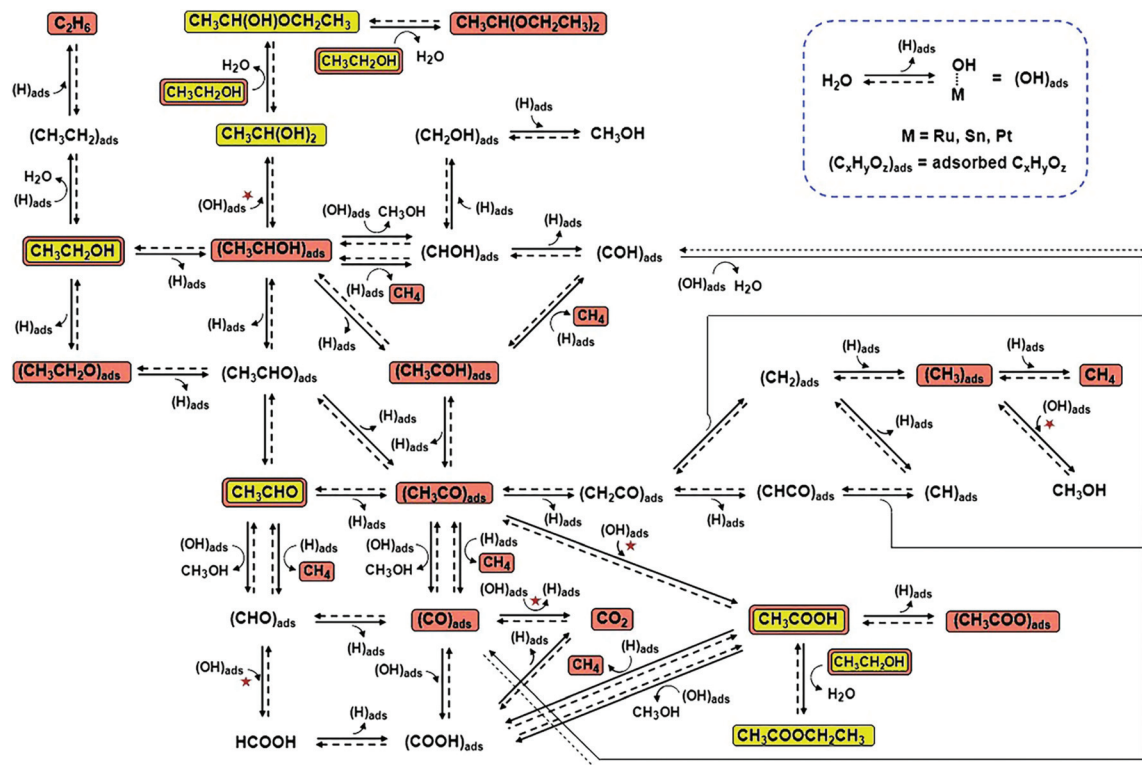 C₂H₆
CH₃CH(OH)OCH₂CH₃
CH₃CH(OCH₂CH₃)₂
CH₃CH₂OH
H₂O
H₂O
CH₃CH₂OH
(H)ads
(CH₃CH₂)ads
CH₃CH(OH)₂
(CH₂OH)ads
(H)ads
CH₃OH
H₂O
(H)ads
(OH)ads
(OH)ads
CH₃OH
(H)ads
(H)ads
CH₃CH₂OH
(H)ads
(CH₃CHOH)ads
(CHOH)ads
(COH)ads
(H)ads
CH₄
(OH)ads
H₂O
(H)ads
(H)ads
(H)ads
CH₄
(H)ads
(CH₃CH₂O)ads
(H)ads
(CH₃CHO)ads
(CH₃COH)ads
(CH₂)ads
(H)ads
(CH₃)ads
(H)ads
CH₄
(H)ads
(H)ads
(H)ads
(OH)ads
CH₃CHO
(H)ads
(CH₃CO)ads
(H)ads
(CH₂CO)ads
(H)ads
(CHCO)ads
(CH)ads
CH₃OH
(OH)ads
CH₃OH
(H)ads
CH₄
(OH)ads
CH₃OH
(H)ads
CH₄
(OH)ads
(CHO)ads
(H)ads
(CO)ads
(OH)ads
(H)ads
CO₂
CH₃COOH
(H)ads
(CH₃COO)ads
(OH)ads
(OH)ads
(H)ads
CH₄
(H)ads
CH₃OH
(OH)ads
CH₃CH₂OH
H₂O
HCOOH
(H)ads
(COOH)ads
CH₃COOCH₂CH₃
H₂O
(H)ads
OH
M
= (OH)ads
M = Ru, Sn, Pt
(CₓHᵧO_z)ads = adsorbed CₓHᵧO_z